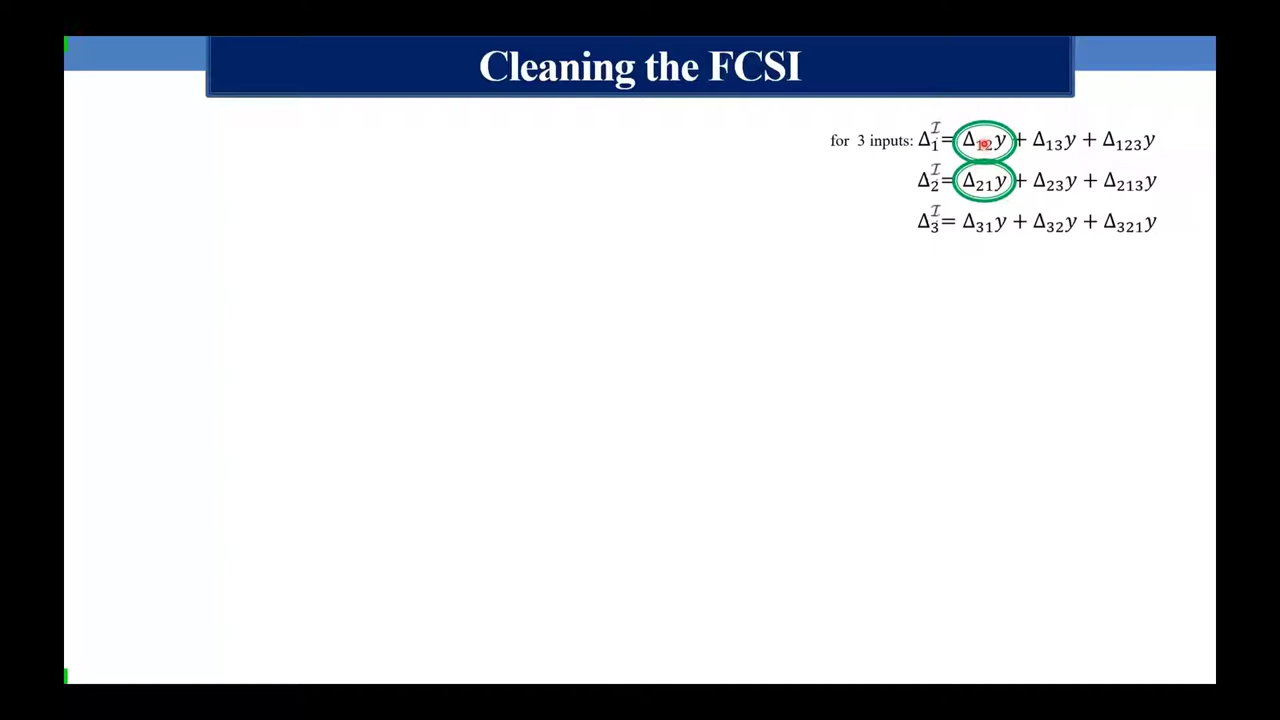 Cleaning the FCSI
for 3 inputs: Δ₁ᴵ= Δ₁₂y + Δ₁₃y + Δ₁₂₃y
Δ₂ᴵ= Δ₂₁y + Δ₂₃y + Δ₂₁₃y
Δ₃ᴵ= Δ₃₁y + Δ₃₂y + Δ₃₂₁y